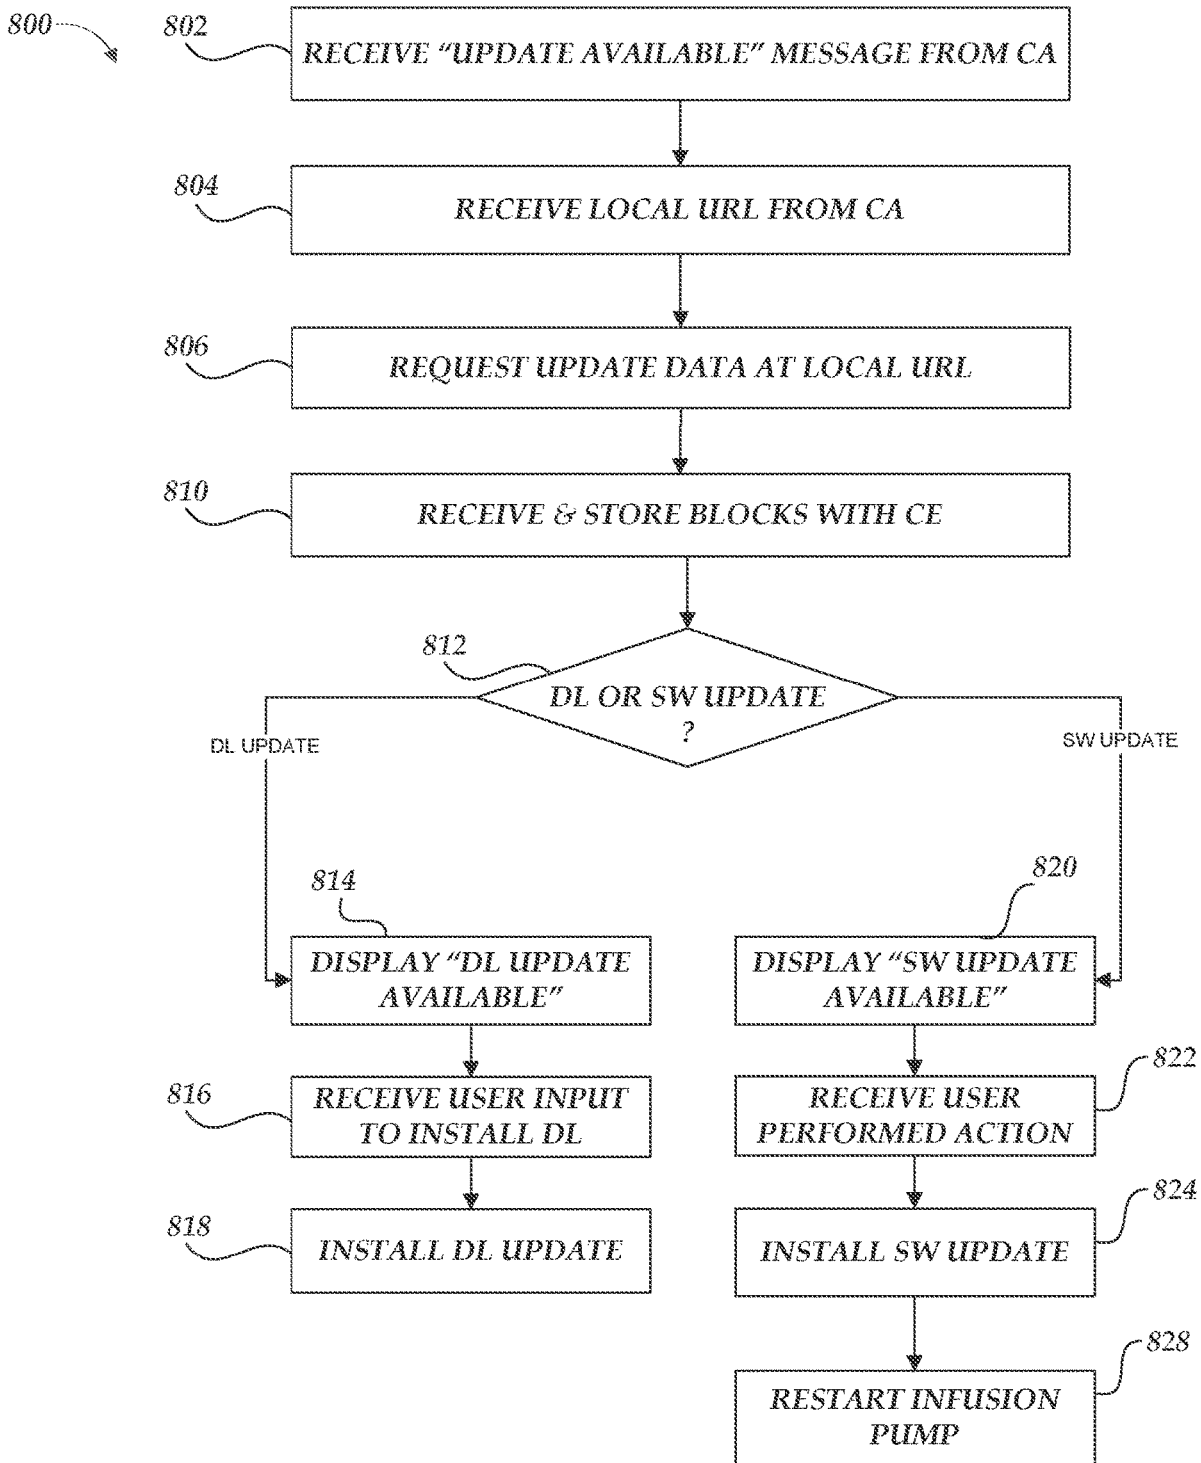 800
802
RECEIVE “UPDATE AVAILABLE” MESSAGE FROM CA
804
RECEIVE LOCAL URL FROM CA
806
REQUEST UPDATE DATA AT LOCAL URL
810
RECEIVE & STORE BLOCKS WITH CE
812
DL OR SW UPDATE
?
DL UPDATE
SW UPDATE
814
DISPLAY “DL UPDATE
AVAILABLE”
816
RECEIVE USER INPUT
TO INSTALL DL
818
INSTALL DL UPDATE
820
DISPLAY “SW UPDATE
AVAILABLE”
822
RECEIVE USER
PERFORMED ACTION
824
INSTALL SW UPDATE
828
RESTART INFUSION
PUMP